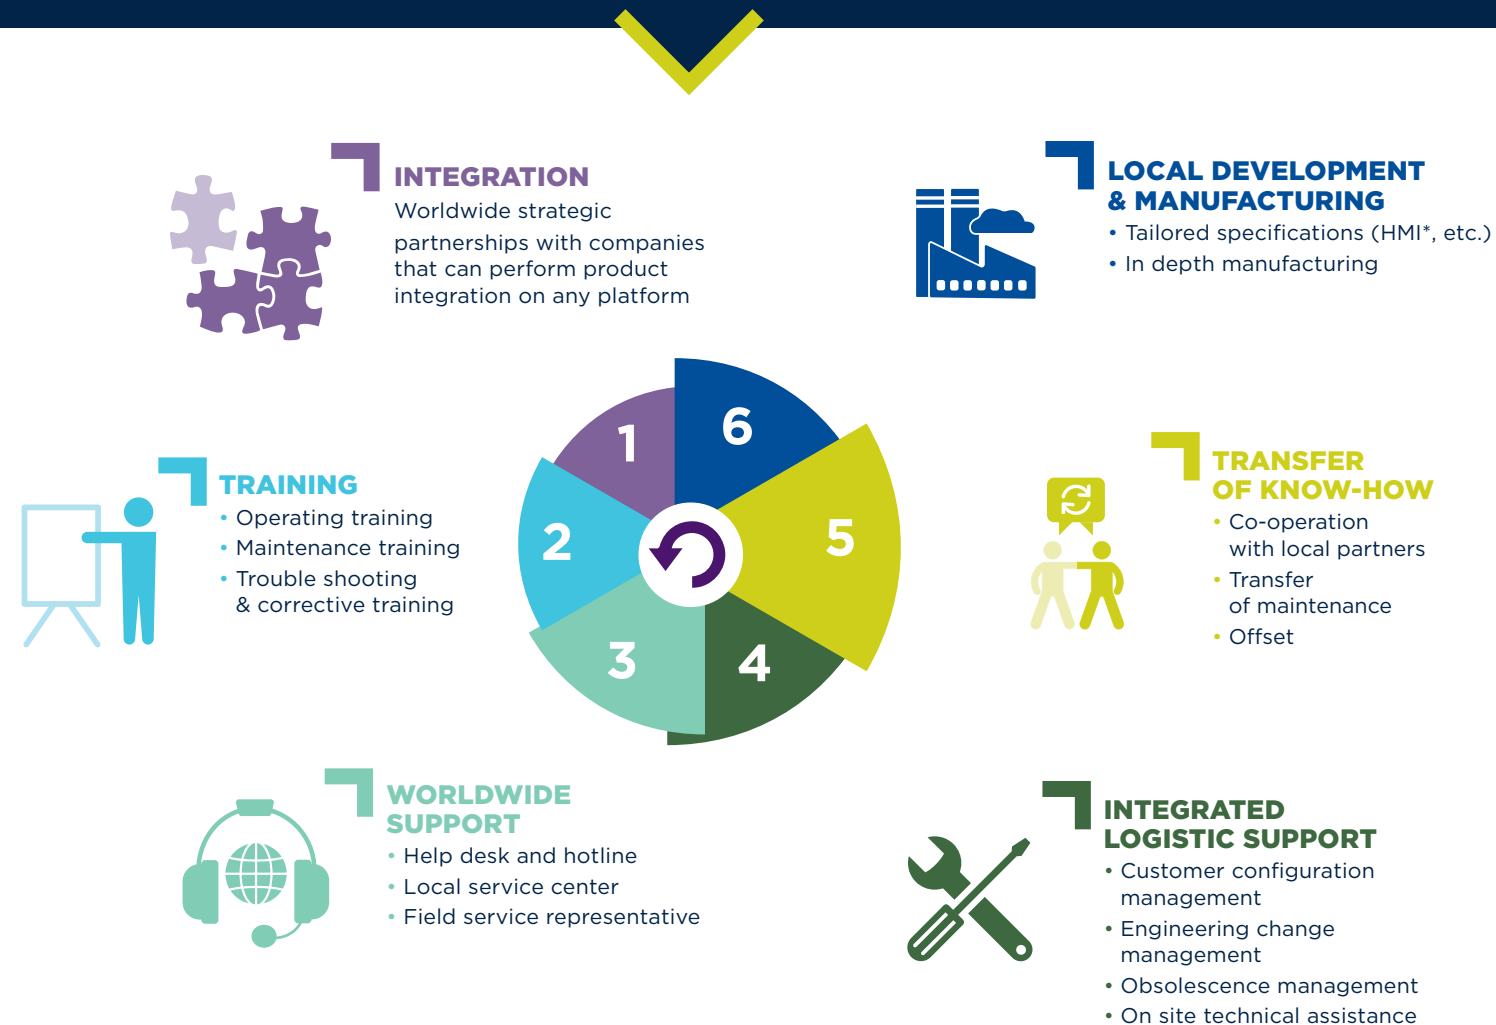 INTEGRATION
Worldwide strategic
partnerships with companies
that can perform product
integration on any platform
LOCAL DEVELOPMENT
& MANUFACTURING
• Tailored specifications (HMI*, etc.)
• In depth manufacturing
1
6
2
5
3
4
TRAINING
• Operating training
• Maintenance training
• Trouble shooting
& corrective training
TRANSFER
OF KNOW-HOW
• Co-operation
with local partners
• Transfer
of maintenance
• Offset
WORLDWIDE
SUPPORT
• Help desk and hotline
• Local service center
• Field service representative
INTEGRATED
LOGISTIC SUPPORT
• Customer configuration
management
• Engineering change
management
• Obsolescence management
• On site technical assistance